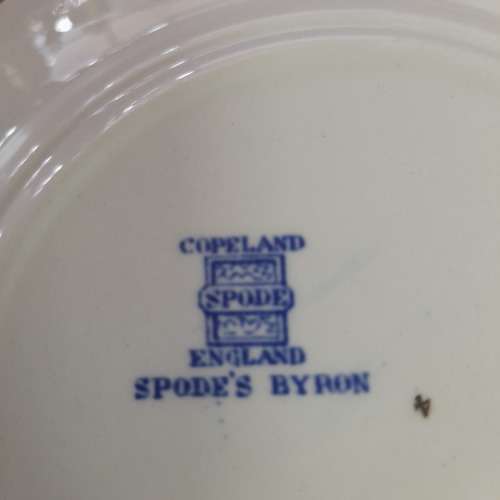 COPELAND
SPODE
ENGLAND
SPODE'S BYRON